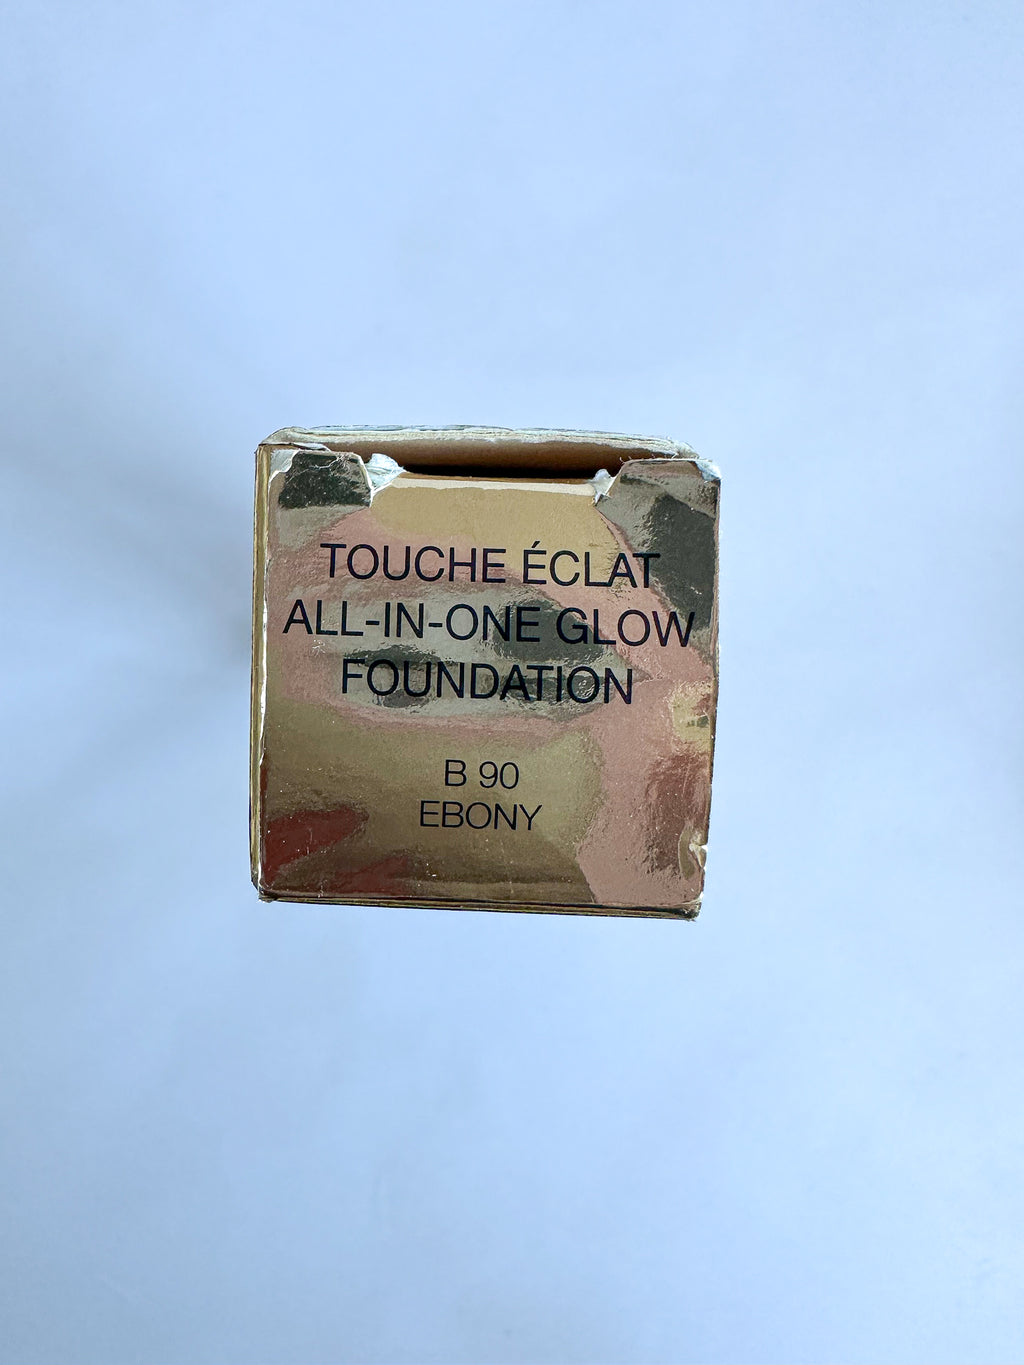 TOUCHE ÉCLAT
ALL-IN-ONE GLOW
FOUNDATION
B 90
EBONY